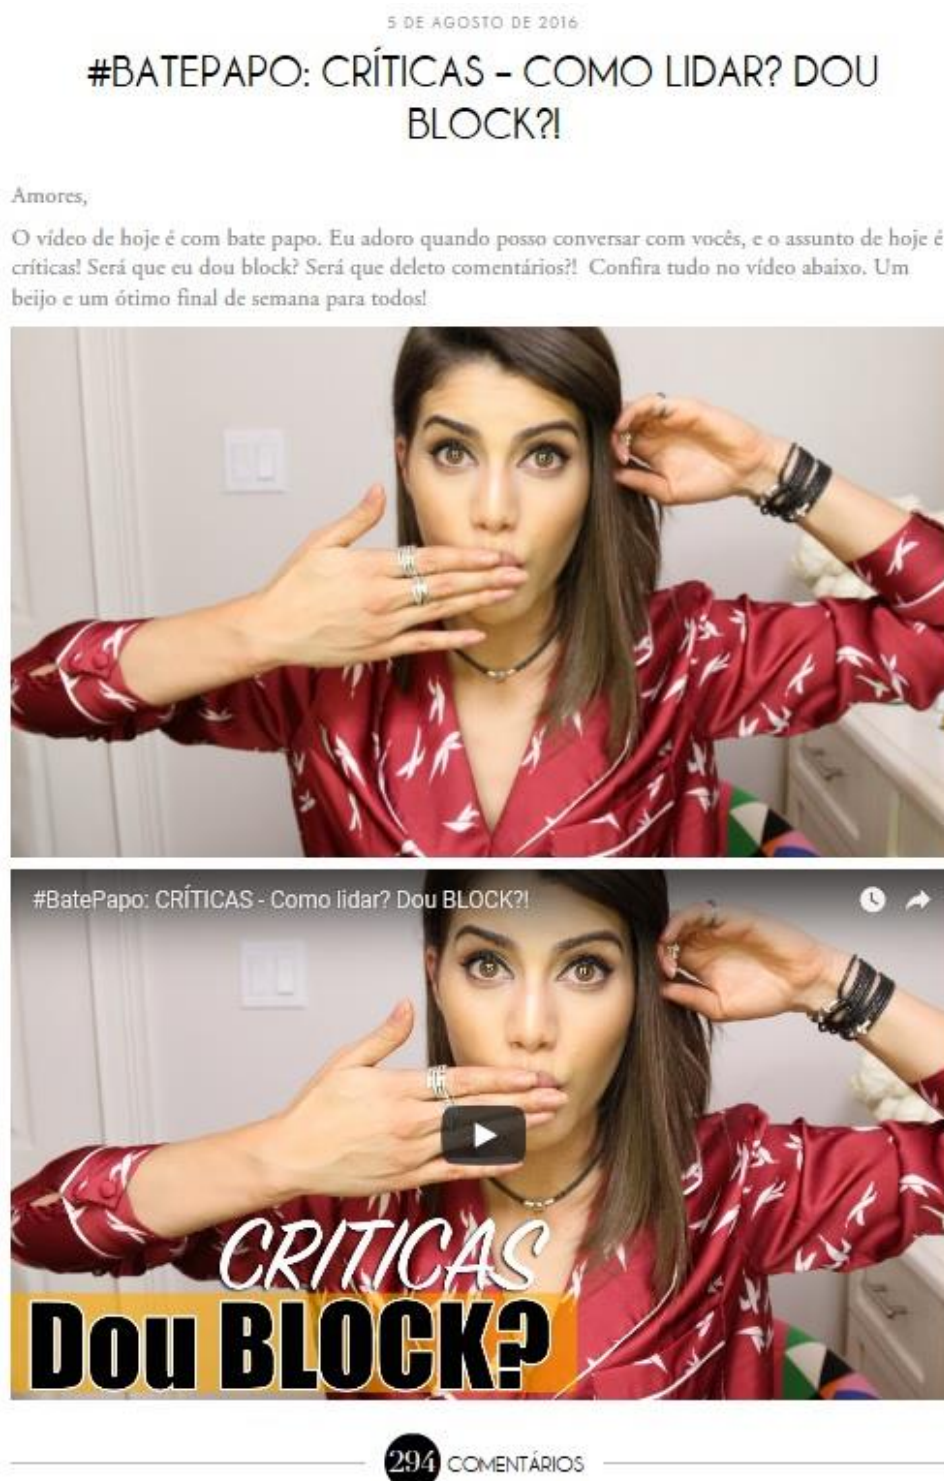 5 DE AGOSTO DE 2016
#BATEPAPO: CRÍTICAS – COMO LIDAR? DOU
BLOCK?!
Amores,
O vídeo de hoje é com bate papo. Eu adoro quando posso conversar com vocês, e o assunto de hoje é
críticas! Será que eu dou block? Será que deleto comentários?! Confira tudo no vídeo abaixo. Um
beijo e um ótimo final de semana para todos!
#BatePapo: CRÍTICAS - Como lidar? Dou BLOCK?!
CRITICAS
Dou BLOCK?
294 COMENTÁRIOS